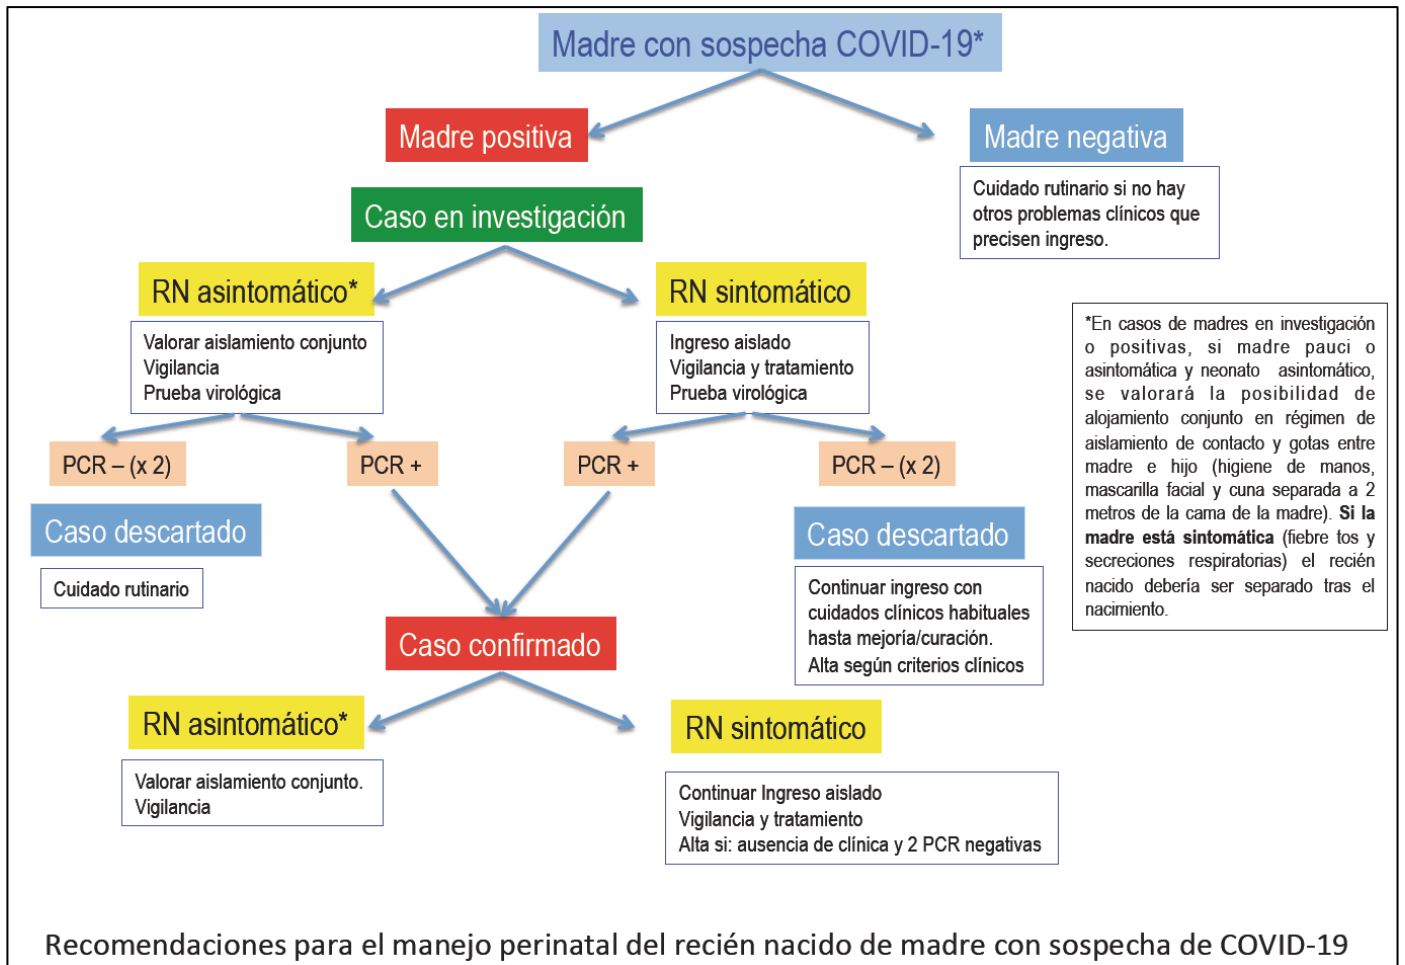 Madre con sospecha COVID-19*
Madre positiva
Madre negativa
Cuidado rutinario si no hay
otros problemas clínicos que
precisen ingreso.
Caso en investigación
RN asintomático*
RN sintomático
Valorar aislamiento conjunto
Vigilancia
Prueba virológica
Ingreso aislado
Vigilancia y tratamiento
Prueba virológica
*En casos de madres en investigación
o positivas, si madre pauci o
asintomática y neonato asintomático,
se valorará la posibilidad de
alojamiento conjunto en régimen de
aislamiento de contacto y gotas entre
madre e hijo (higiene de manos,
mascarilla facial y cuna separada a 2
metros de la cama de la madre). Si la
madre está sintomática (fiebre tos y
secreciones respiratorias) el recién
nacido debería ser separado tras el
nacimiento.
PCR – (x 2)
PCR +
PCR +
PCR – (x 2)
Caso descartado
Cuidado rutinario
Caso descartado
Continuar ingreso con
cuidados clínicos habituales
hasta mejoría/curación.
Alta según criterios clínicos
Caso confirmado
RN asintomático*
RN sintomático
Valorar aislamiento conjunto.
Vigilancia
Continuar Ingreso aislado
Vigilancia y tratamiento
Alta si: ausencia de clínica y 2 PCR negativas
Recomendaciones para el manejo perinatal del recién nacido de madre con sospecha de COVID-19